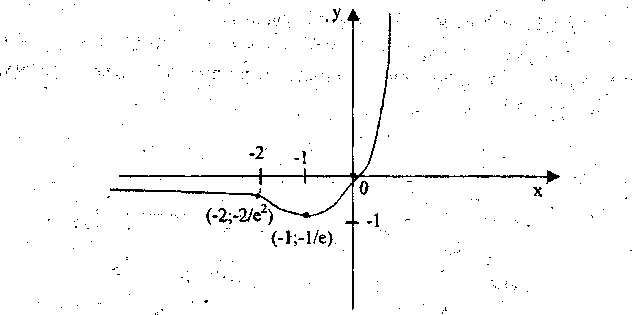 y
-2 -1
0
x
(-2;-2/e²)
-1
(-1;-1/e)